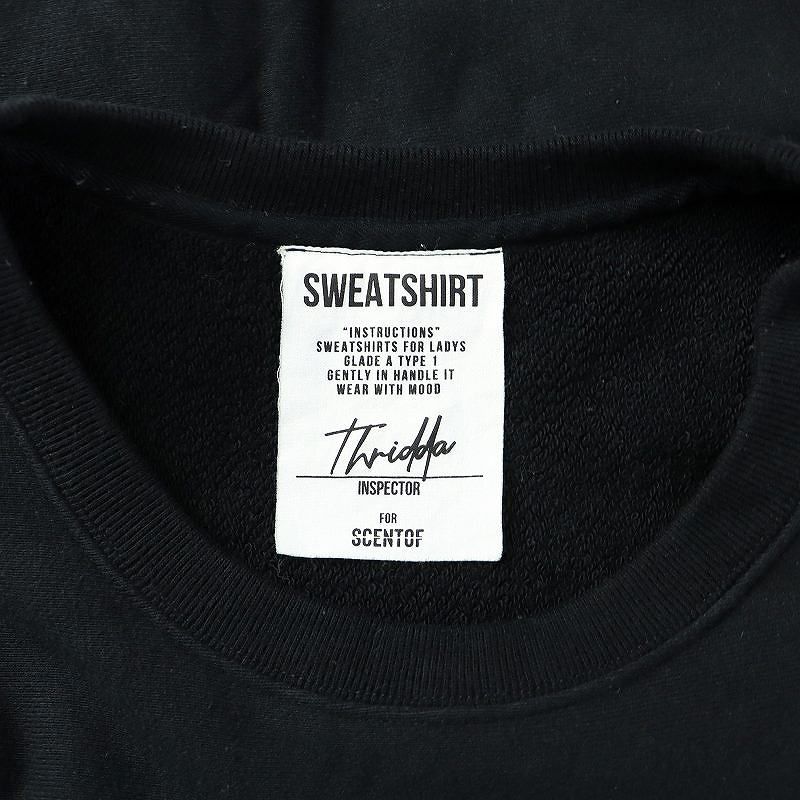 SWEATSHIRT
"INSTRUCTIONS"
SWEATSHIRTS FOR LADYS
GLADE A TYPE 1
GENTLY IN HANDLE IT
WEAR WITH MOOD
Thridda
INSPECTOR
FOR
SCENTOF